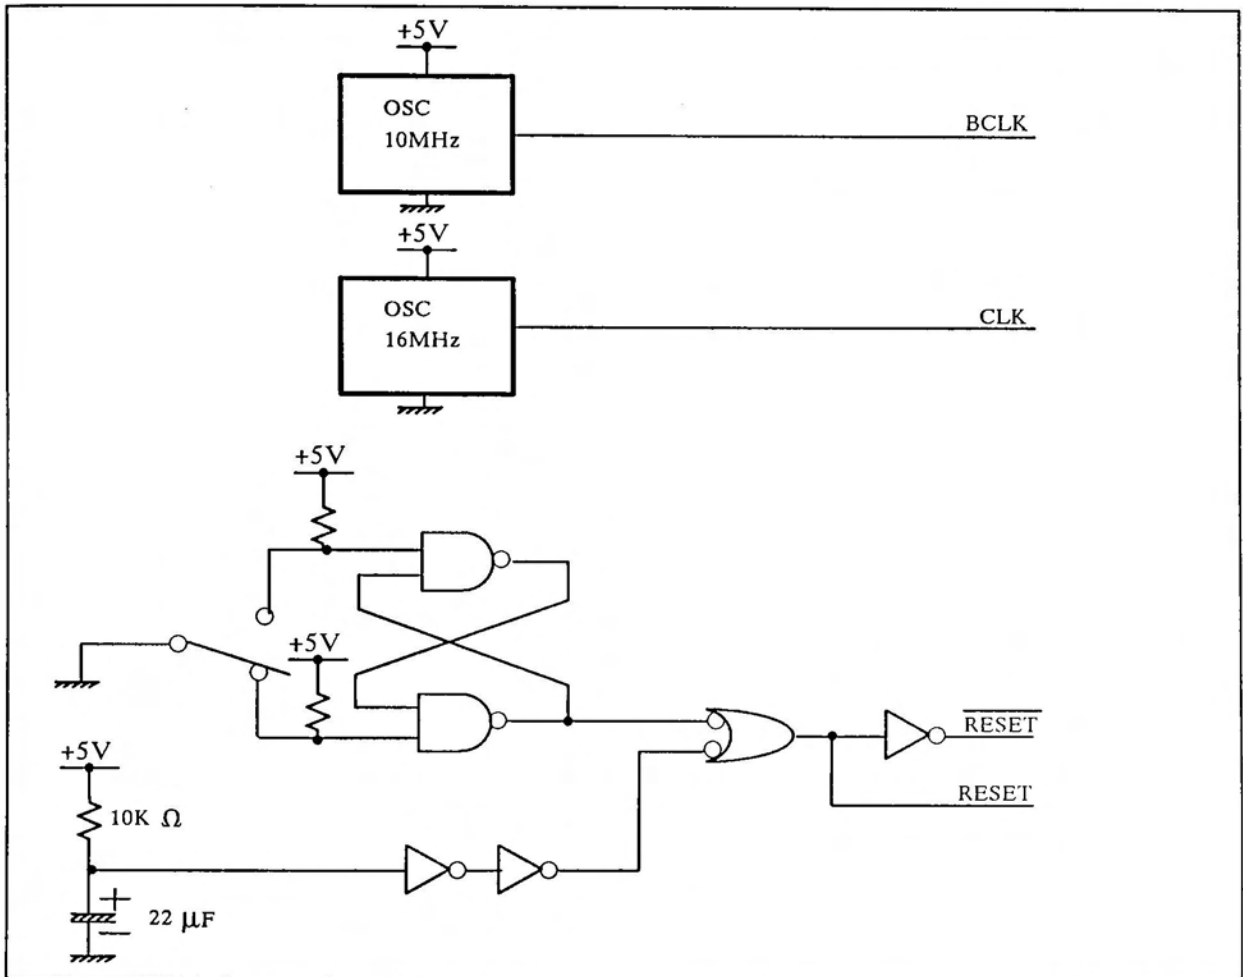 +5V
OSC
10MHz
BCLK
+5V
OSC
16MHz
CLK
+5V
+5V
RESET
+5V
RESET
10K Ω
+
22 μF
−